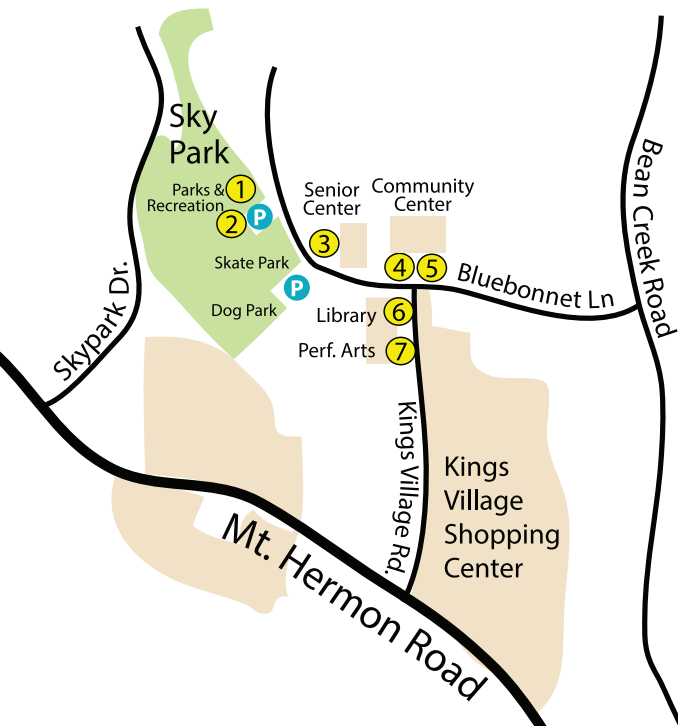 Sky
Park
Parks &
Recreation
1
2
P
Senior
Center
3
Community
Center
4
5
Skate Park
P
Dog Park
Library
6
Perf. Arts
7
Bluebonnet Ln
Bean Creek Road
Skypark Dr.
Kings Village Rd.
Kings
Village
Shopping
Center
Mt. Hermon Road